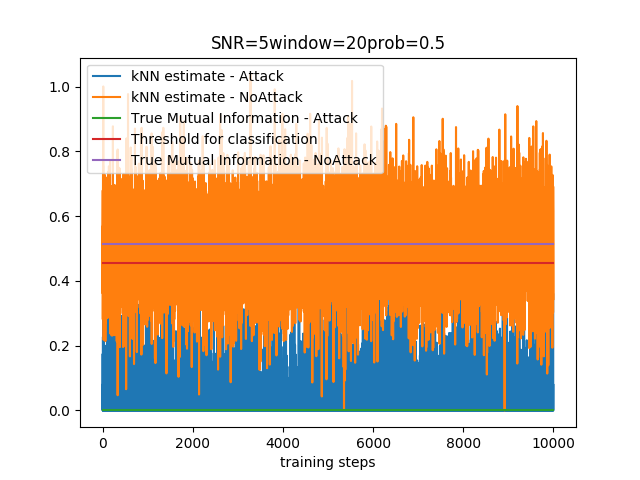 SNR=5window=20prob=0.5
kNN estimate - Attack
kNN estimate - NoAttack
True Mutual Information - Attack
Threshold for classification
True Mutual Information - NoAttack
1.0
0.8
0.6
0.4
0.2
0.0
0 2000 4000 6000 8000 10000
training steps